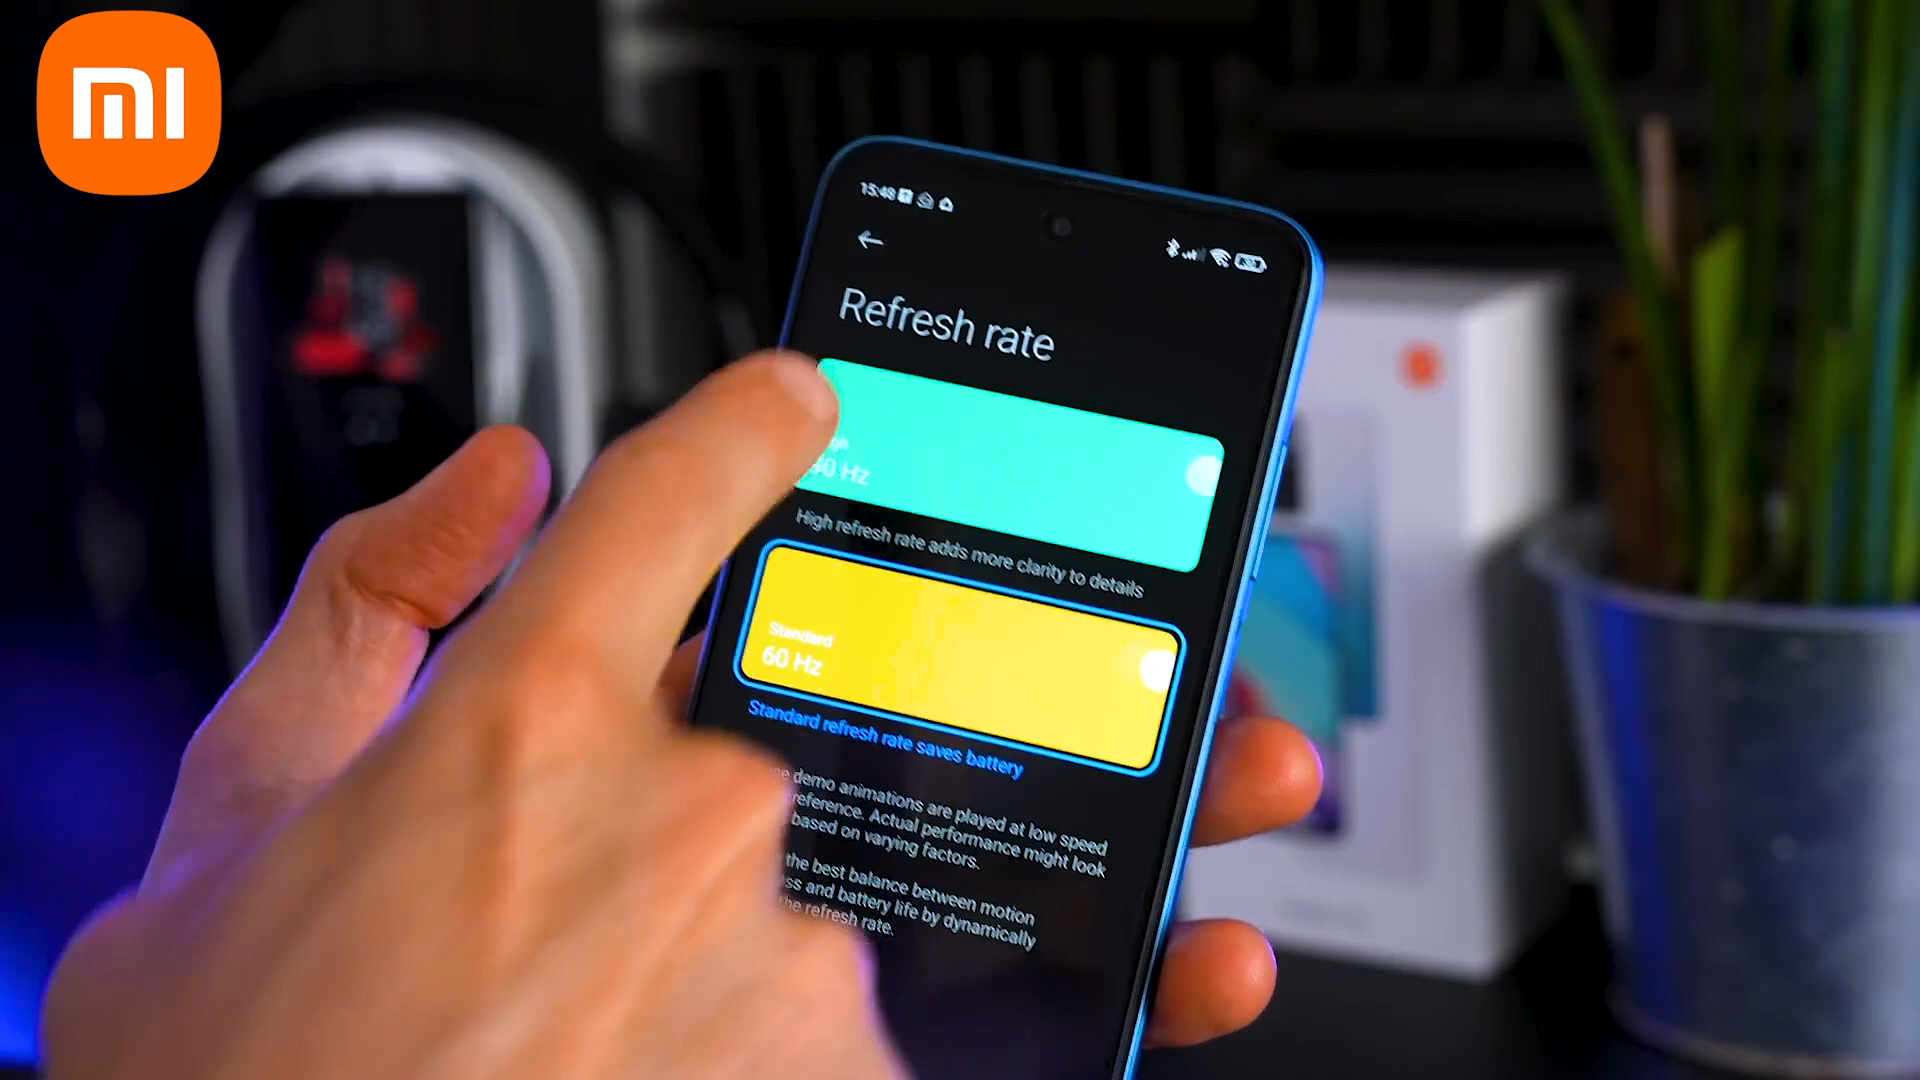 MI
15:48
Refresh rate
Hz
High refresh rate adds more clarity to details
Standard
60 Hz
Standard refresh rate saves battery
demo animations are played at low speed
Actual performance might look
based on varying factors.
the best balance between motion
and battery life by dynamically
the refresh rate.